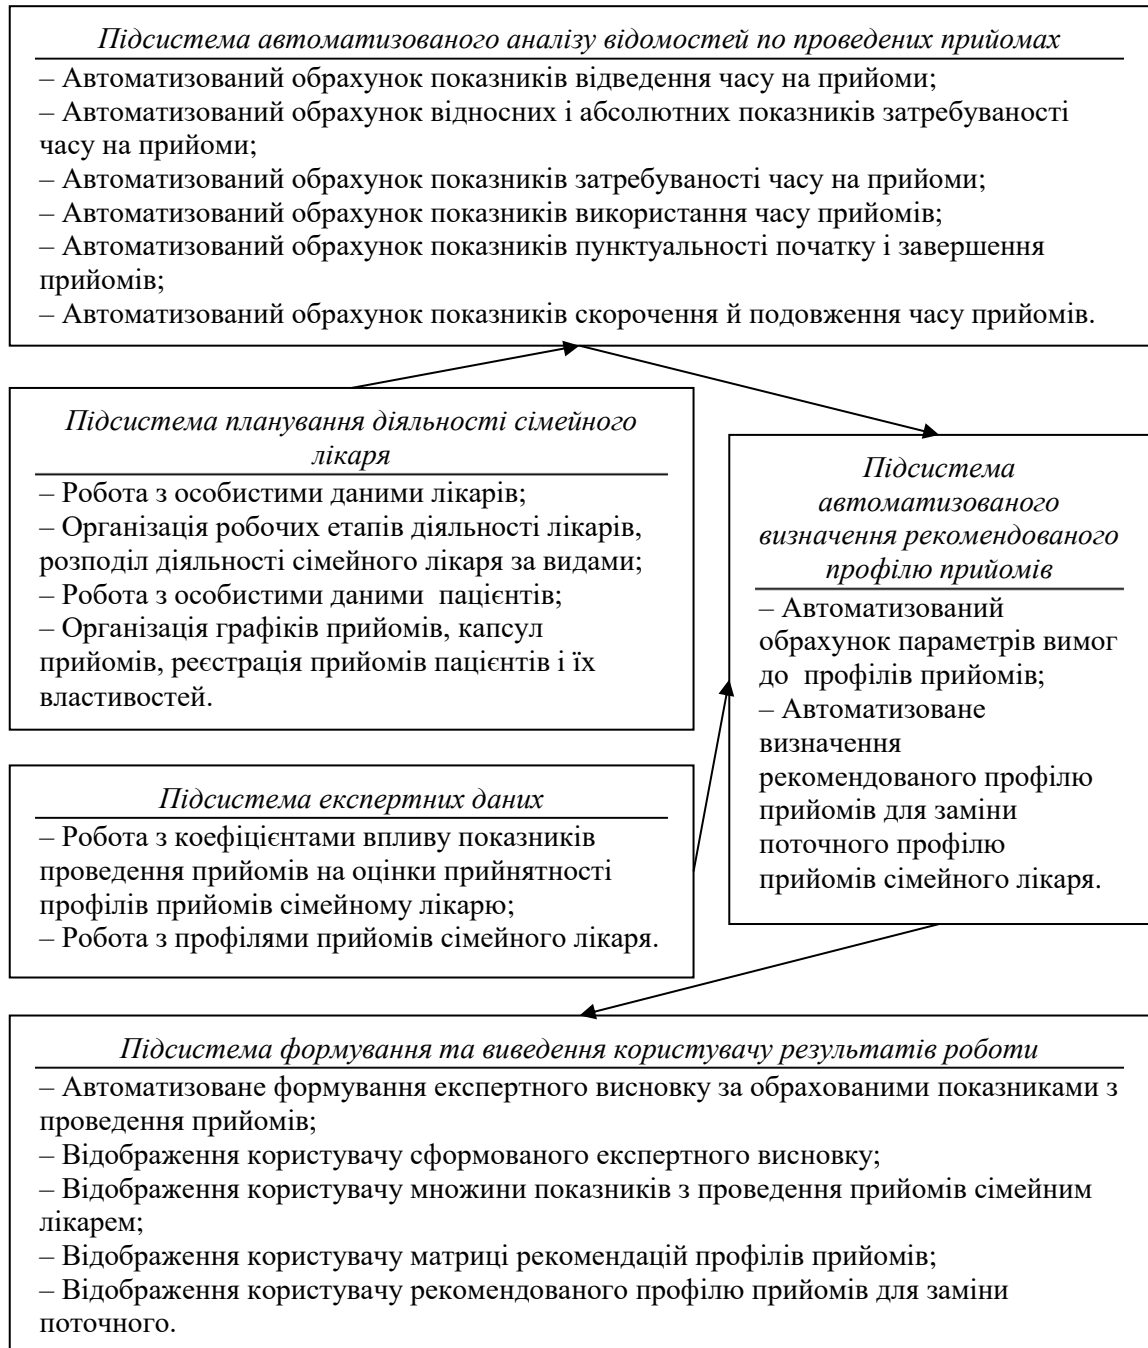 Підсистема автоматизованого аналізу відомостей по проведених прийомах
– Автоматизований обрахунок показників відведення часу на прийоми;
– Автоматизований обрахунок відносних і абсолютних показників затребуваності
часу на прийоми;
– Автоматизований обрахунок показників затребуваності часу на прийоми;
– Автоматизований обрахунок показників використання часу прийомів;
– Автоматизований обрахунок показників пунктуальності початку і завершення
прийомів;
– Автоматизований обрахунок показників скорочення й подовження часу прийомів.
Підсистема планування діяльності сімейного
лікаря
– Робота з особистими даними лікарів;
– Організація робочих етапів діяльності лікарів,
розподіл діяльності сімейного лікаря за видами;
– Робота з особистими даними  пацієнтів;
– Організація графіків прийомів, капсул
прийомів, реєстрація прийомів пацієнтів і їх
властивостей.
Підсистема
автоматизованого
визначення рекомендованого
профілю прийомів
– Автоматизований
обрахунок параметрів вимог
до  профілів прийомів;
– Автоматизоване
визначення
рекомендованого профілю
прийомів для заміни
поточного профілю
прийомів сімейного лікаря.
Підсистема експертних даних
– Робота з коефіцієнтами впливу показників
проведення прийомів на оцінки прийнятності
профілів прийомів сімейному лікарю;
– Робота з профілями прийомів сімейного лікаря.
Підсистема формування та виведення користувачу результатів роботи
– Автоматизоване формування експертного висновку за обрахованими показниками з
проведення прийомів;
– Відображення користувачу сформованого експертного висновку;
– Відображення користувачу множини показників з проведення прийомів сімейним
лікарем;
– Відображення користувачу матриці рекомендацій профілів прийомів;
– Відображення користувачу рекомендованого профілю прийомів для заміни
поточного.